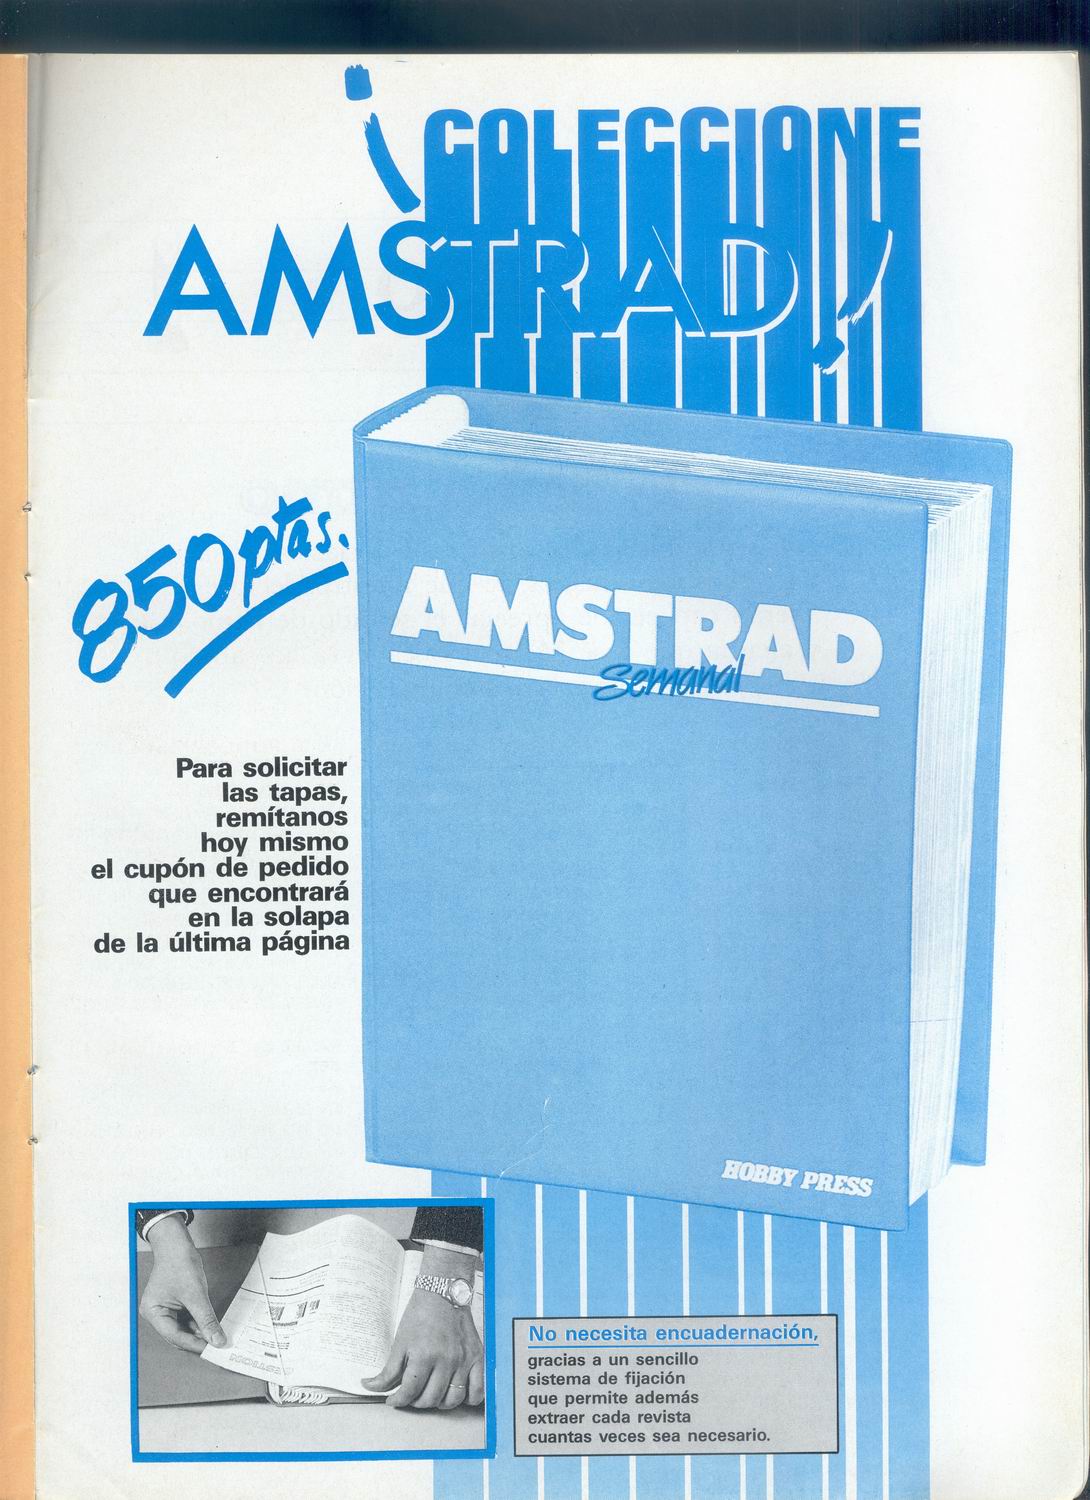 ¡COLECCIONE
AMSTRAD!
850 ptas.
AMSTRAD
Semanal
Para solicitar
las tapas,
remítanos
hoy mismo
el cupón de pedido
que encontrará
en la solapa
de la última página
HOBBY PRESS
No necesita encuadernación,
gracias a un sencillo
sistema de fijación
que permite además
extraer cada revista
cuantas veces sea necesario.